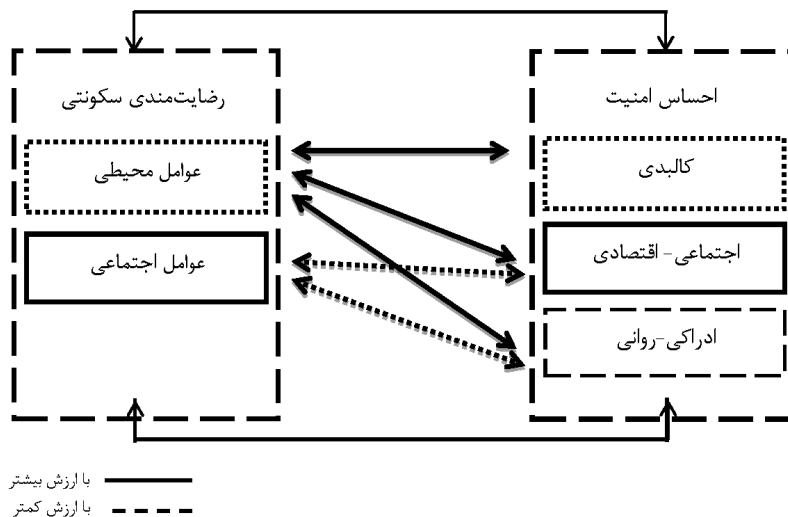 احساس امنیت
کالبدی
اجتماعی- اقتصادی
ادراکی-روانی
رضایت‌مندی سکونتی
عوامل محیطی
عوامل اجتماعی
با ارزش بیشتر
با ارزش کمتر